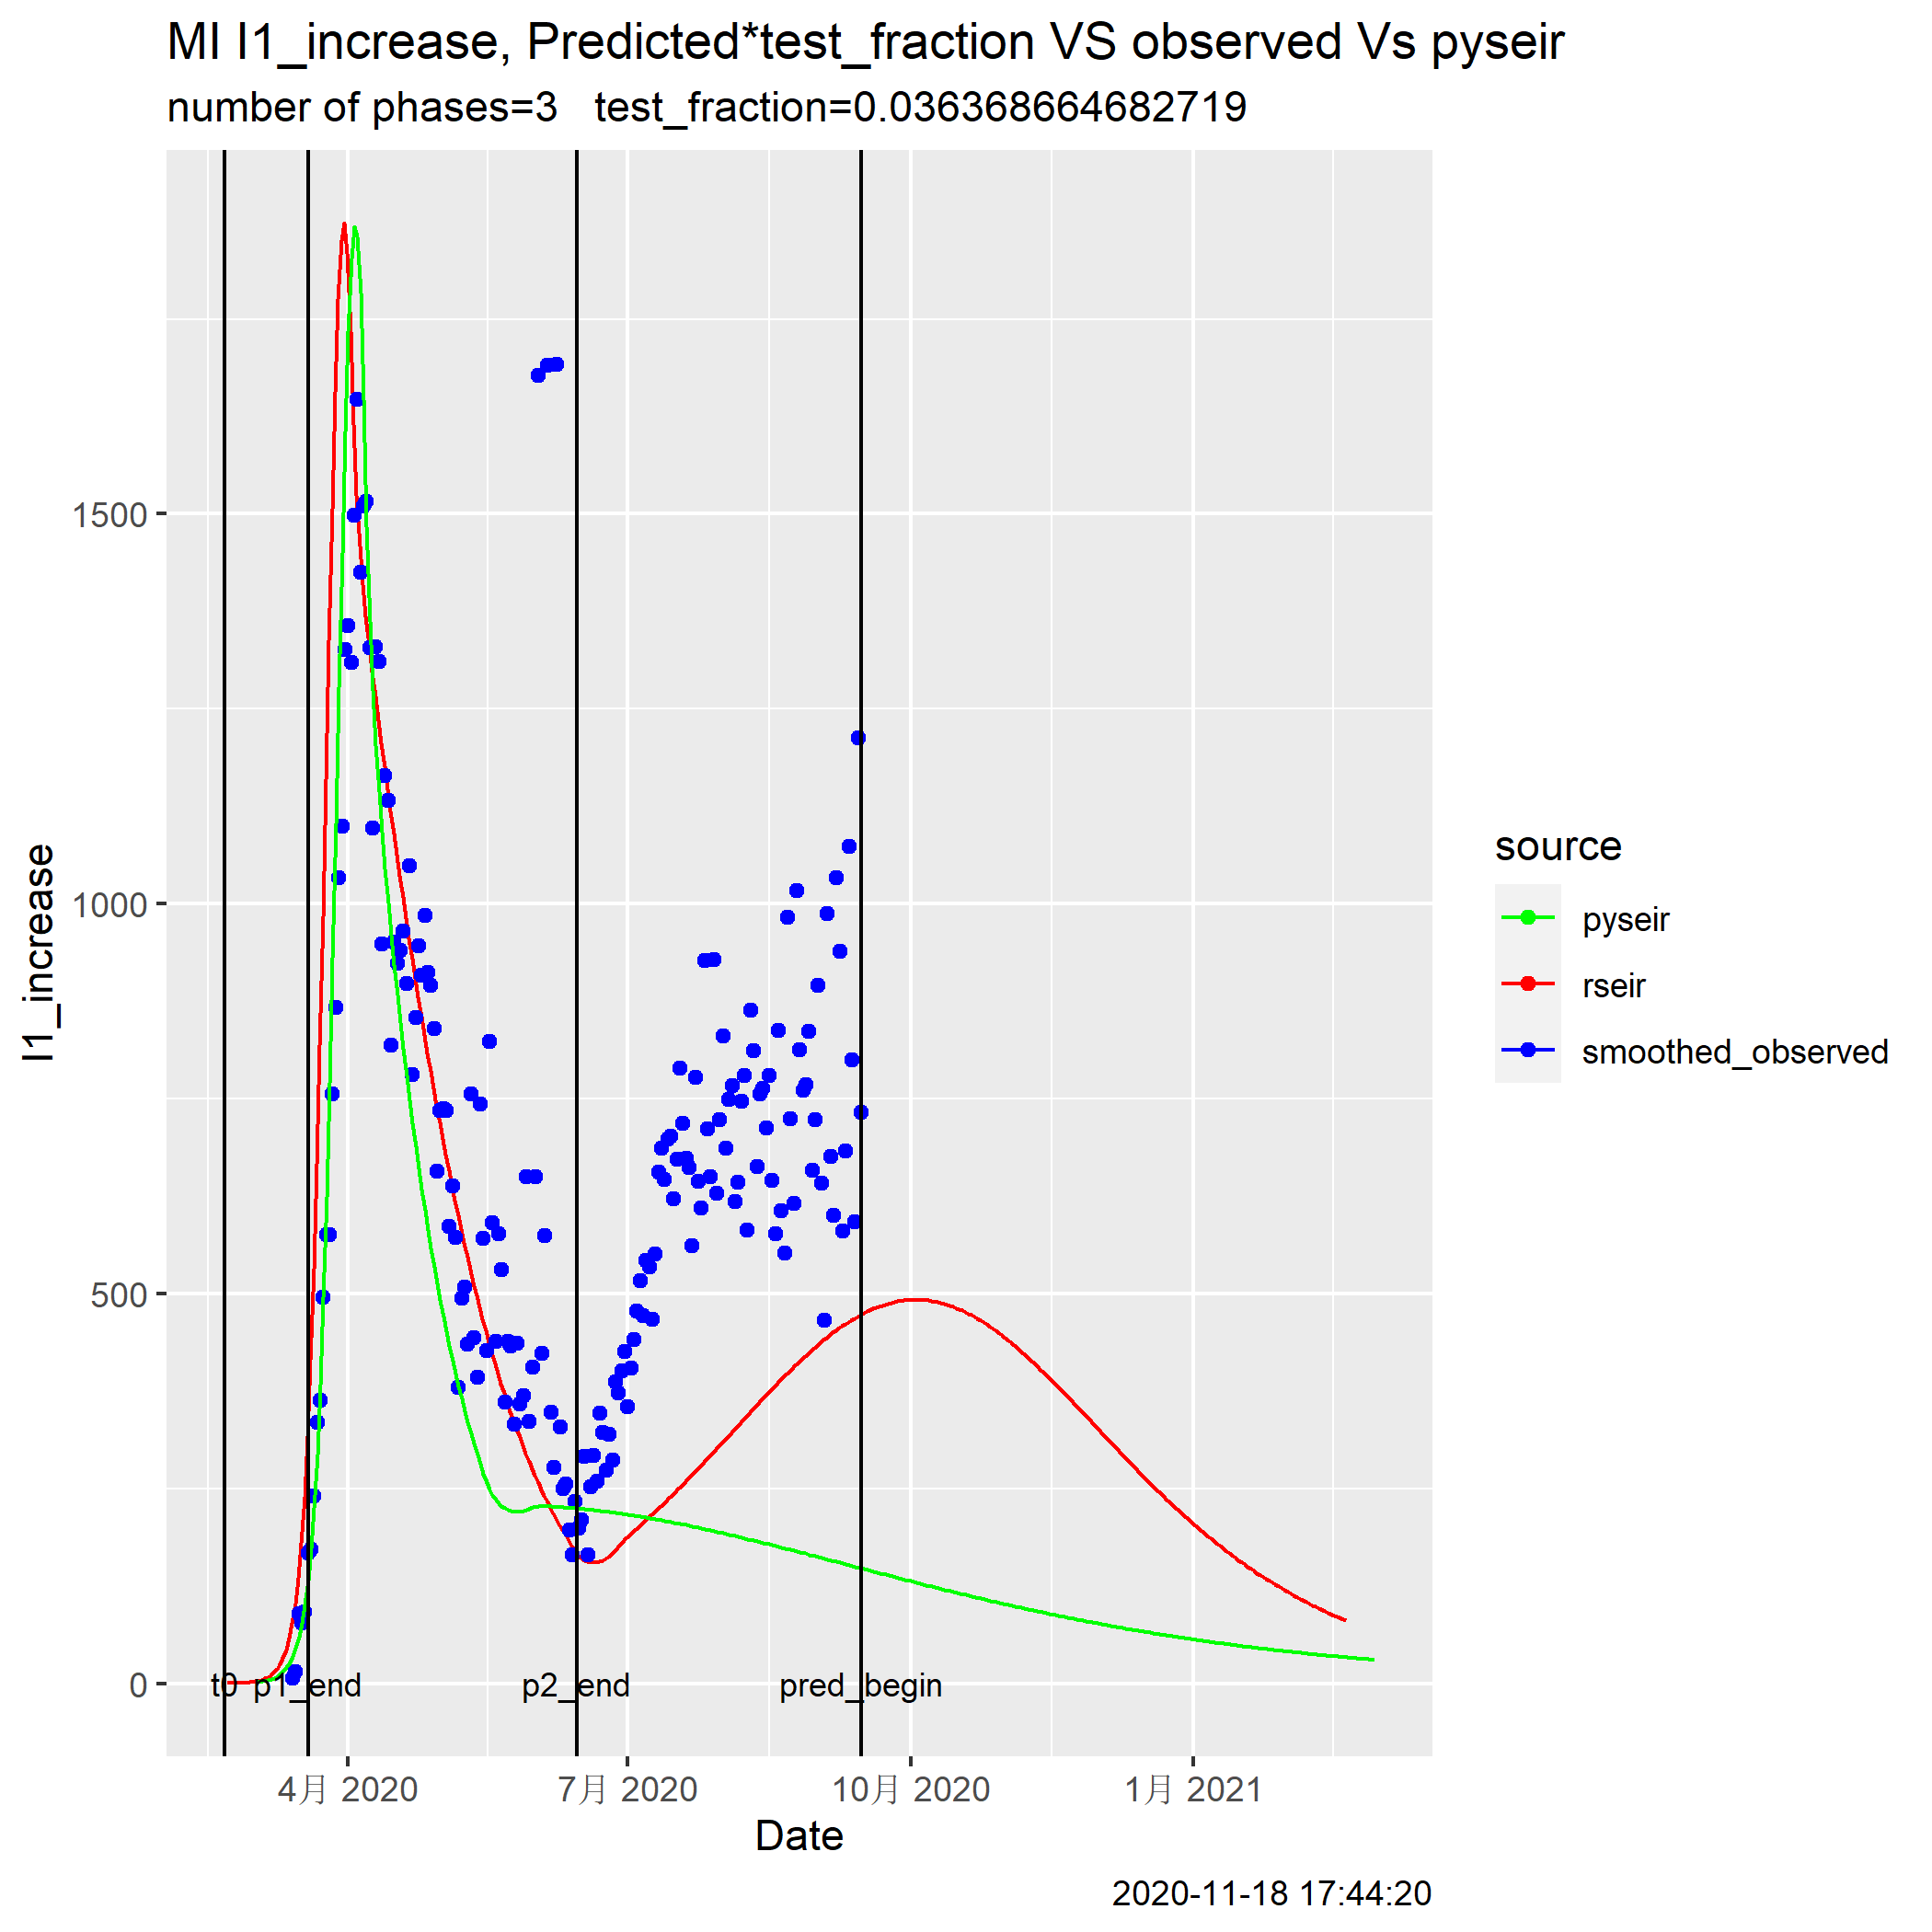 MI I1_increase, Predicted*test_fraction VS observed Vs pyseir
number of phases=3   test_fraction=0.036368664682719
I1_increase
1500
1000
500
0
t0 p1_end p2_end pred_begin
4月 2020 7月 2020 10月 2020 1月 2021
Date
source
pyseir
rseir
smoothed_observed
2020-11-18 17:44:20